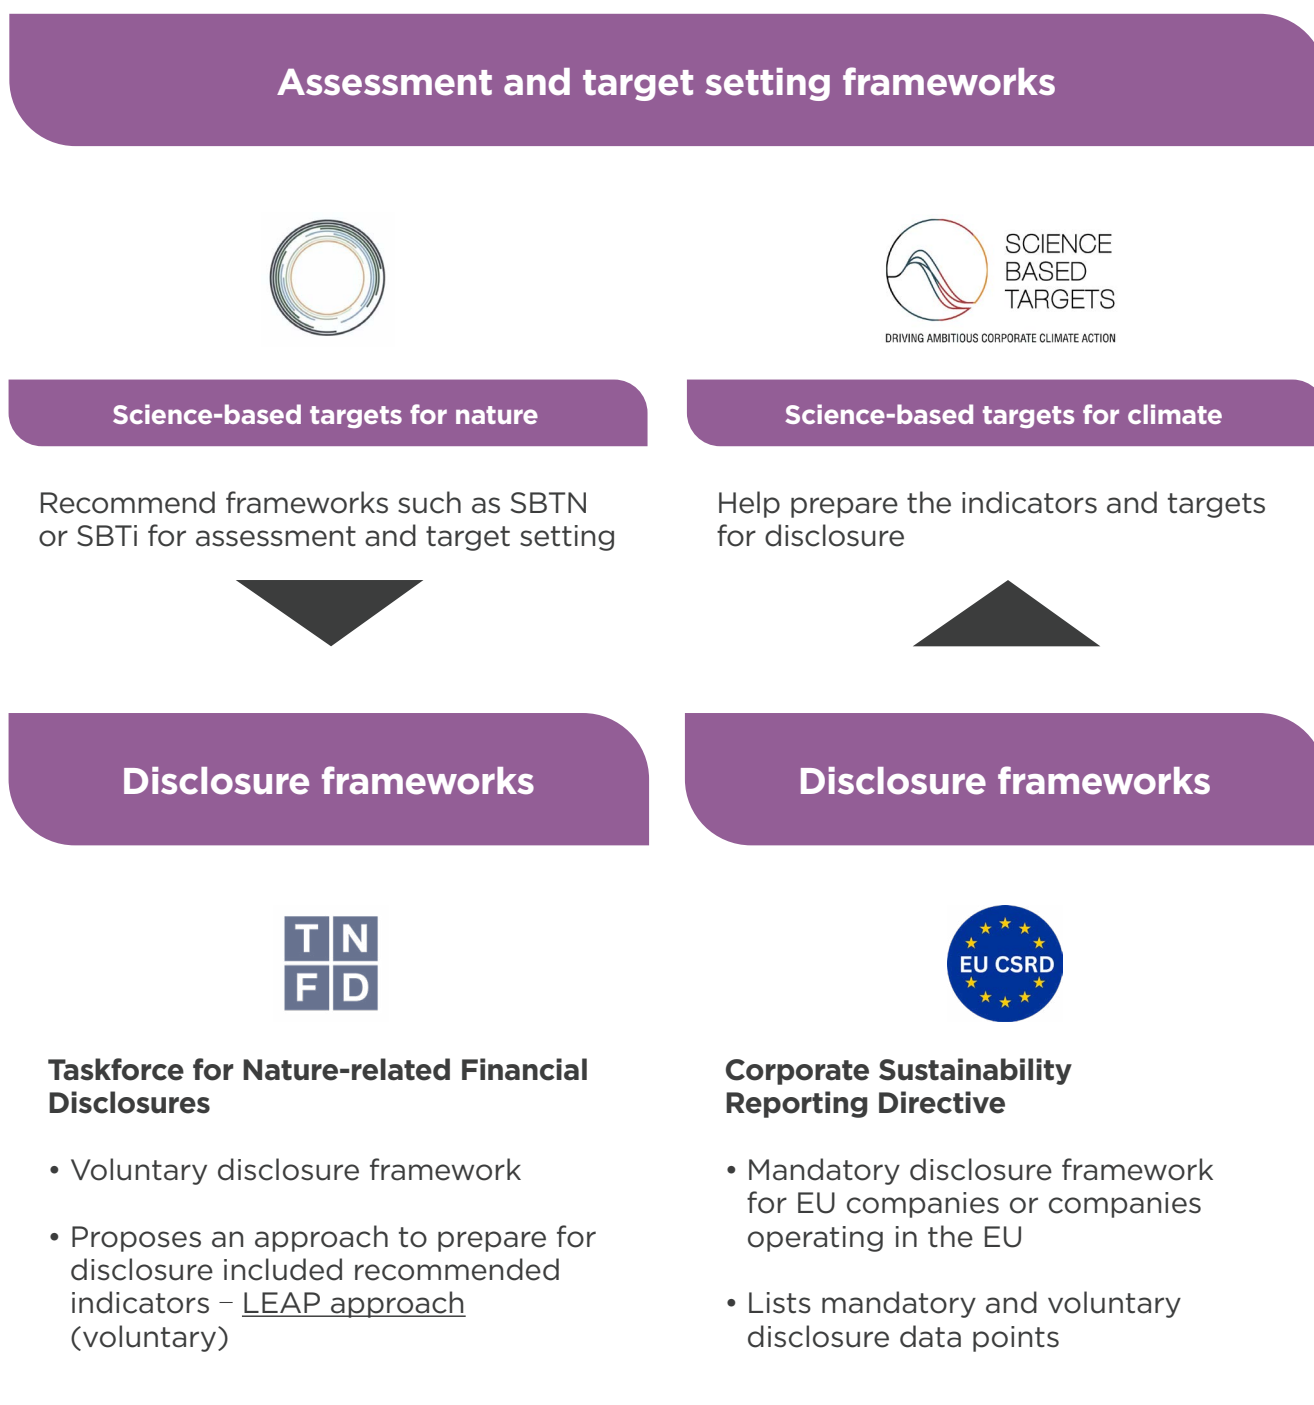 Assessment and target setting frameworks
SCIENCE
BASED
TARGETS
DRIVING AMBITIOUS CORPORATE CLIMATE ACTION
Science-based targets for nature
Science-based targets for climate
Recommend frameworks such as SBTN
or SBTi for assessment and target setting
Help prepare the indicators and targets
for disclosure
Disclosure frameworks
Disclosure frameworks
T N
F D
Taskforce for Nature-related Financial
Disclosures
• Voluntary disclosure framework
• Proposes an approach to prepare for
disclosure included recommended
indicators – LEAP approach
(voluntary)
EU CSRD
Corporate Sustainability
Reporting Directive
• Mandatory disclosure framework
for EU companies or companies
operating in the EU
• Lists mandatory and voluntary
disclosure data points